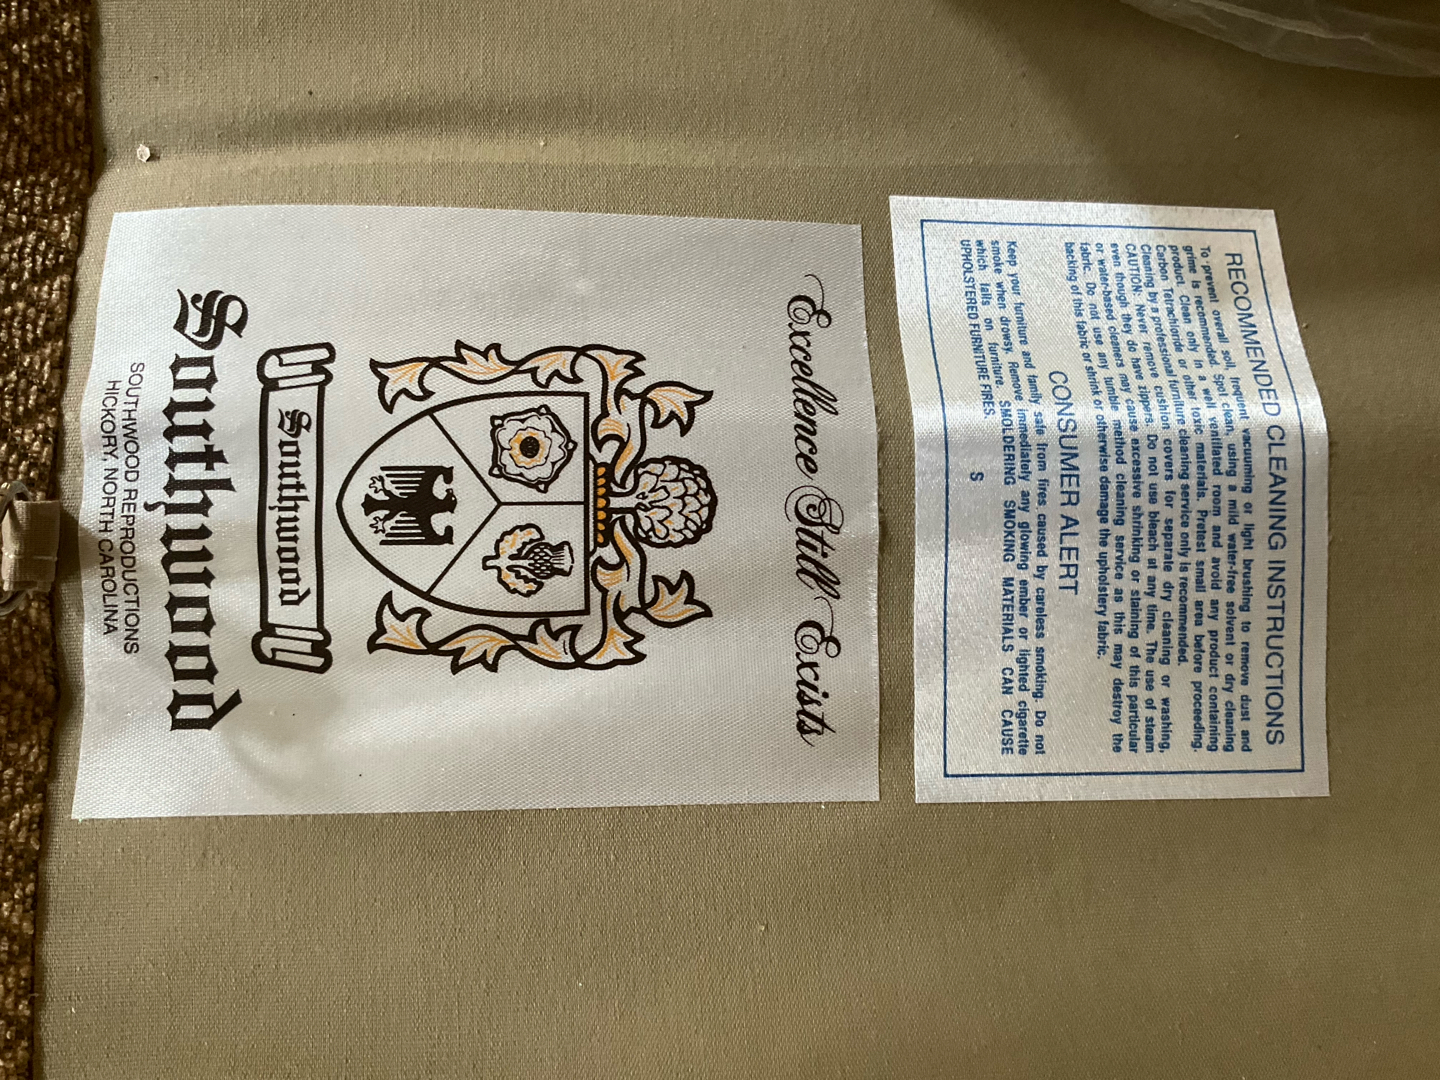 Excellence Still Exists
Southwood
Southwood
SOUTHWOOD REPRODUCTIONS
HICKORY, NORTH CAROLINA
RECOMMENDED CLEANING INSTRUCTIONS
To prevent overall soil, frequent vacuuming or light brushing to remove dust and
grime is recommended. Spot clean, using a mild water-free solvent or dry cleaning
product. Clean only in a well ventilated room and avoid any product containing
Carbon Tetrachloride or other toxic materials. Pretest small area before proceeding.
Cleaning by a professional furniture cleaning service only is recommended.
CAUTION: Never remove cushion covers for separate dry cleaning or washing,
even though they do have zippers. Do not use bleach at any time. The use of steam
or water-based cleaners may cause excessive shrinking or staining of this particular
fabric. Do not use any tumble method cleaning service as this may destroy the
backing of this fabric or shrink or otherwise damage the upholstery fabric.
CONSUMER ALERT
Keep your furniture and family safe from fires caused by careless smoking. Do not
smoke when drowsy. Remove immediately any glowing ember or lighted cigarette
which falls on furniture. SMOLDERING SMOKING MATERIALS CAN CAUSE
UPHOLSTERED FURNITURE FIRES.
S